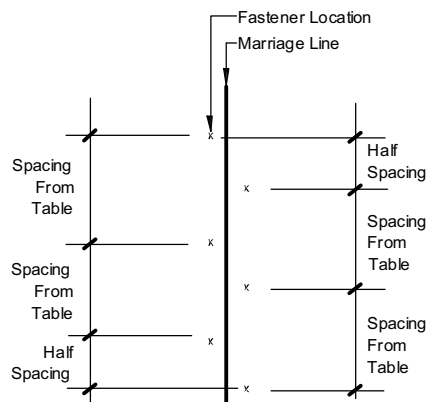 Fastener Location
Marriage Line
Half
Spacing
Spacing
From
Table
Spacing
From
Table
Spacing
From
Table
Half
Spacing
Spacing
From
Table
x
x
x
x
x
x